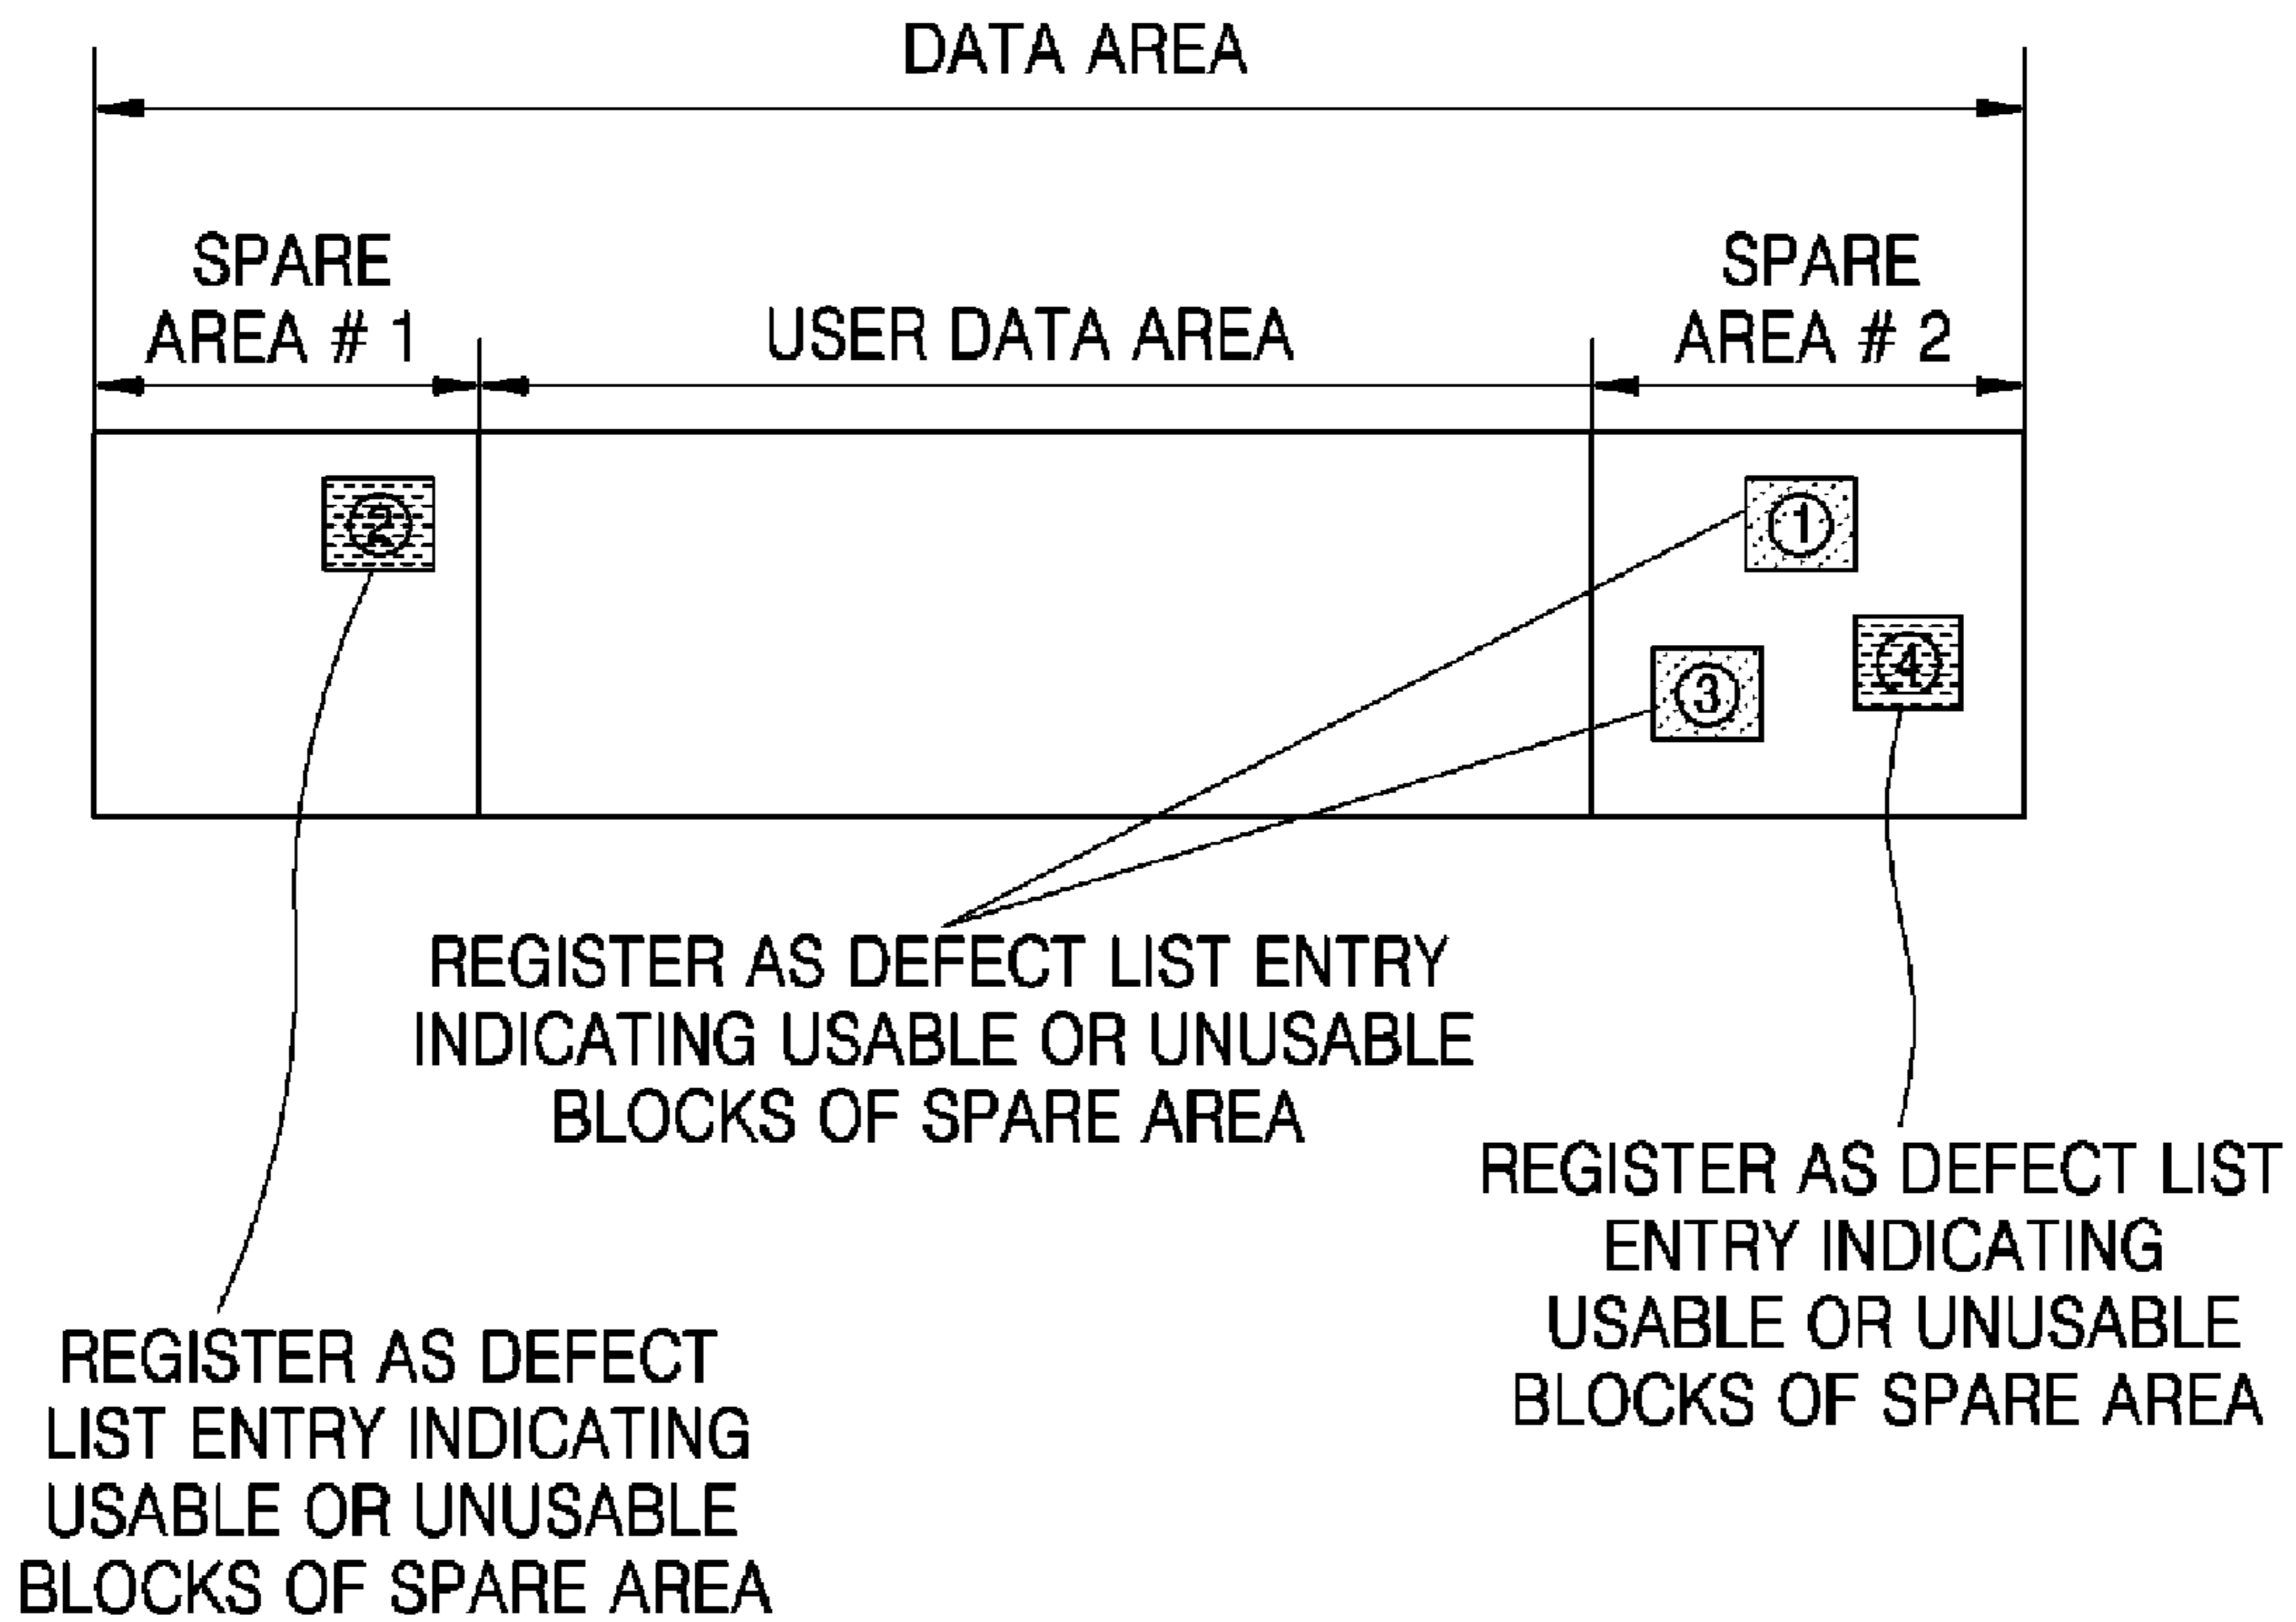 DATA AREA
SPARE
AREA # 1
USER DATA AREA
SPARE
AREA # 2
②
①
③
④
REGISTER AS DEFECT LIST ENTRY
INDICATING USABLE OR UNUSABLE
BLOCKS OF SPARE AREA
REGISTER AS DEFECT LIST
ENTRY INDICATING
USABLE OR UNUSABLE
BLOCKS OF SPARE AREA
REGISTER AS DEFECT
LIST ENTRY INDICATING
USABLE OR UNUSABLE
BLOCKS OF SPARE AREA